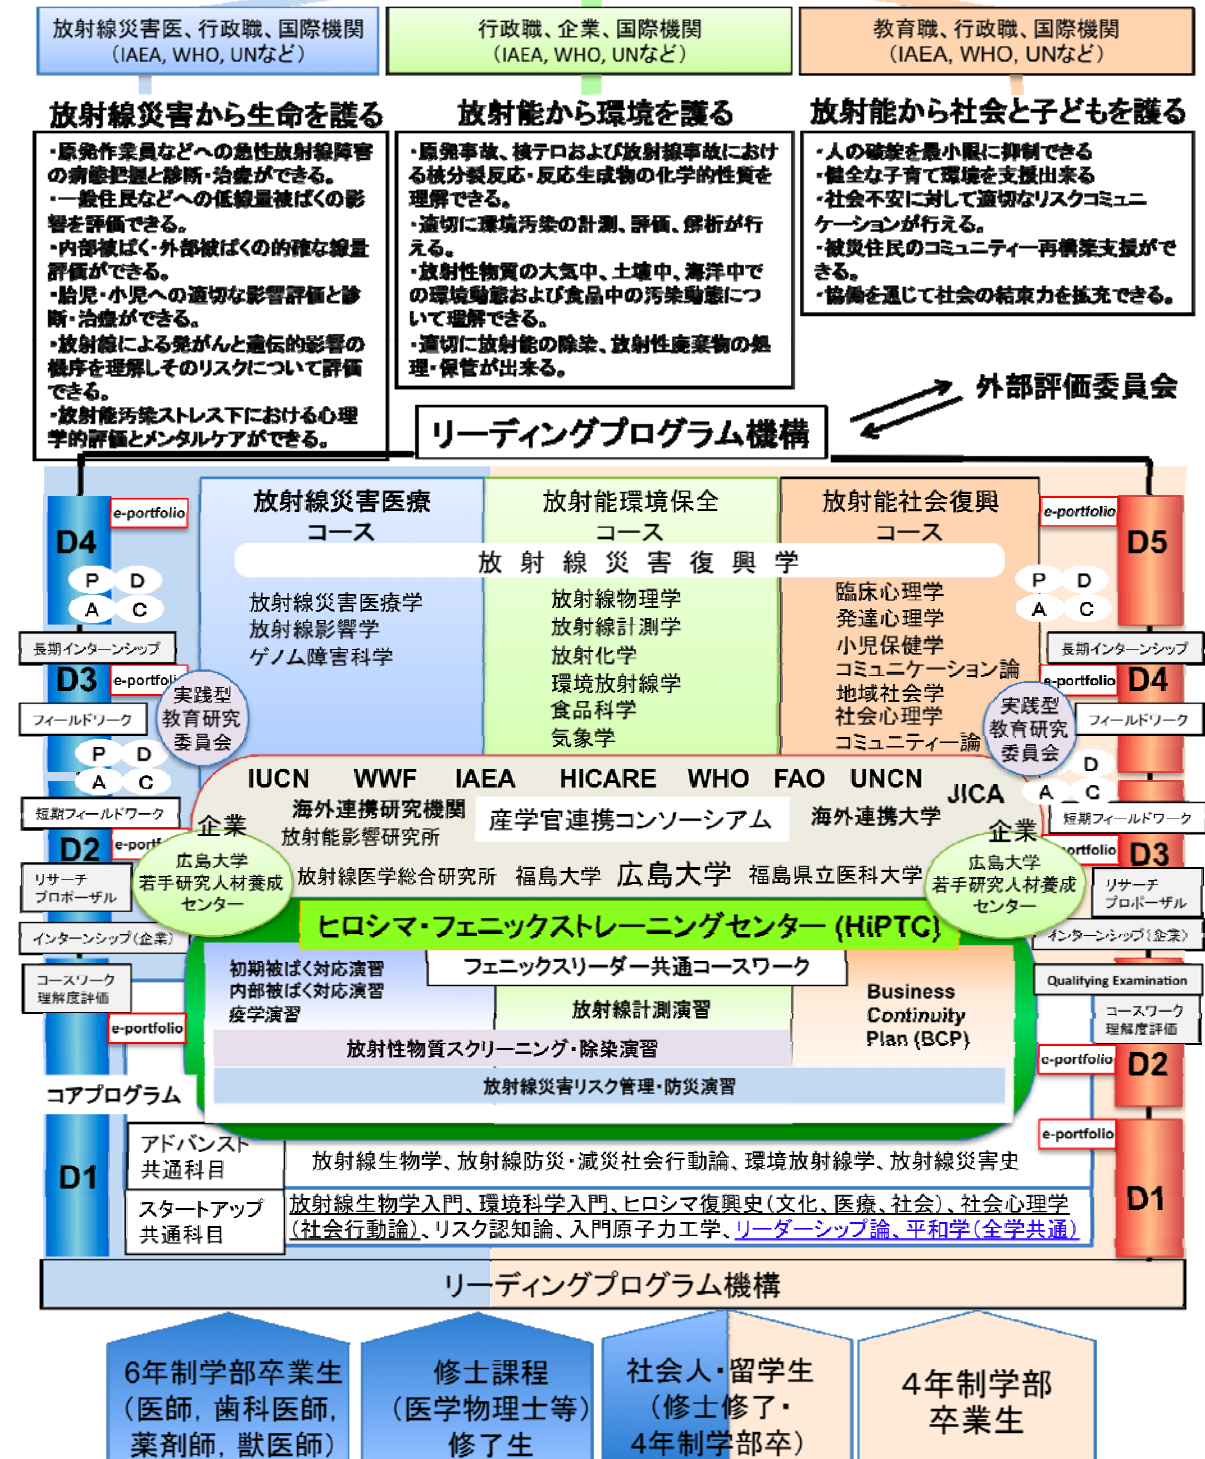 放射線災害医、行政職、国際機関
（IAEA, WHO, UNなど）
行政職、企業、国際機関
（IAEA, WHO, UNなど）
教育職、行政職、国際機関
（IAEA, WHO, UNなど）
放射線災害から生命を護る
・原発作業員などへの急性放射線障害
の病態把握と診断・治療ができる。
・一般住民などへの低線量被ばくの影
響を評価できる。
・内部被ばく・外部被ばくの的確な線量
評価ができる。
・胎児・小児への適切な影響評価と診
断・治療ができる。
・放射線による発がんと遺伝的影響の
機序を理解しそのリスクについて評価
できる。
・放射能汚染ストレス下における心理
学的評価とメンタルケアができる。
放射能から環境を護る
・原発事故、核テロおよび放射線事故におけ
る核分裂反応・反応生成物の化学的性質を
理解できる。
・適切に環境汚染の計測、評価、解析が行
える。
・放射性物質の大気中、土壌中、海洋中で
の環境動態および食品中の汚染動態につ
いて理解できる。
・適切に放射能の除染、放射性廃棄物の処
理・保管が出来る。
放射能から社会と子どもを護る
・人の破綻を最小限に抑制できる
・健全な子育て環境を支援出来る
・社会不安に対して適切なリスクコミュニ
ケーションが行える。
・被災住民のコミュニティー再構築支援がで
きる。
・協働を通じて社会の結束力を拡充できる。
外部評価委員会
リーディングプログラム機構
D4
e-portfolio
P D
A C
長期インターンシップ
D3
e-portfolio
実践型
教育研究
委員会
フィールドワーク
P D
A C
短期フィールドワーク
D2
リサーチ
プロポーザル
インターンシップ（企業）
コースワーク
理解度評価
e-portfolio
コアプログラム
D1
放射線災害医療
コース
放射能環境保全
コース
放射能社会復興
コース
放射線災害復興学
放射線災害医療学
放射線影響学
ゲノム障害科学
放射線物理学
放射線計測学
放射化学
環境放射線学
食品科学
気象学
臨床心理学
発達心理学
小児保健学
コミュニケーション論
地域社会学
社会心理学
コミュニティー論
e-portfolio
D5
P D
A C
長期インターンシップ
e-portfolio
D4
実践型
教育研究
委員会
フィールドワーク
D
A C
短期フィールドワーク
D3
リサーチ
プロポーザル
インターンシップ（企業）
Qualifying Examination
コースワーク
理解度評価
e-portfolio
D2
e-portfolio
D1
IUCN WWF IAEA HICARE WHO FAO UNCN
JICA
海外連携研究機関
産学官連携コンソーシアム
海外連携大学
企業
放射能影響研究所
企業
広島大学
若手研究人材養成
センター
放射線医学総合研究所 福島大学 広島大学 福島県立医科大学
広島大学
若手研究人材養成
センター
ヒロシマ・フェニックストレーニングセンター (HiPTC)
初期被ばく対応演習
内部被ばく対応演習
疫学演習
フェニックスリーダー共通コースワーク
放射線計測演習
Business
Continuity
Plan (BCP)
放射性物質スクリーニング・除染演習
放射線災害リスク管理・防災演習
アドバンスト
共通科目
放射線生物学、放射線防災・減災社会行動論、環境放射線学、放射線災害史
スタートアップ
共通科目
放射線生物学入門、環境科学入門、ヒロシマ復興史（文化、医療、社会）、社会心理学
（社会行動論）、リスク認知論、入門原子力工学、リーダーシップ論、平和学（全学共通）
リーディングプログラム機構
6年制学部卒業生
（医師, 歯科医師,
薬剤師, 獣医師）
修士課程
（医学物理士等）
修了生
社会人・留学生
（修士修了・
4年制学部卒）
4年制学部
卒業生